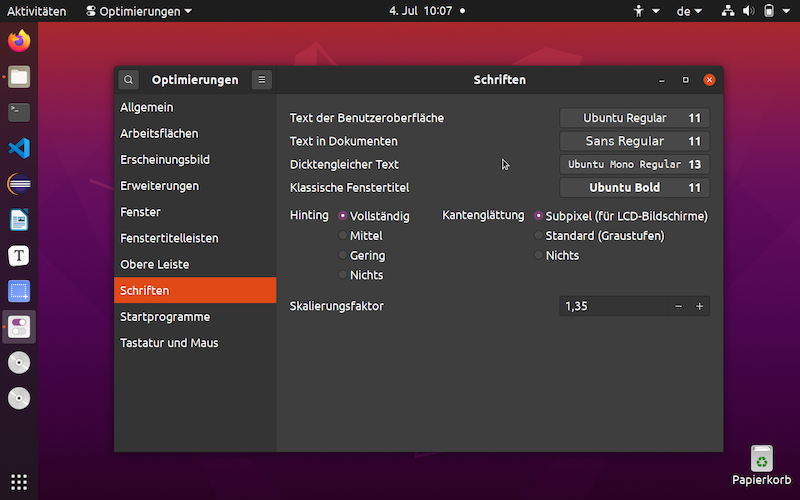 Aktivitäten Optimierungen 4. Jul 10:07 de
Optimierungen Schriften
Allgemein
Arbeitsflächen
Erscheinungsbild
Erweiterungen
Fenster
Fenstertitelleisten
Obere Leiste
Schriften
Startprogramme
Tastatur und Maus
Text der Benutzeroberfläche Ubuntu Regular 11
Text in Dokumenten Sans Regular 11
Dicktengleicher Text Ubuntu Mono Regular 13
Klassische Fenstertitel Ubuntu Bold 11
Hinting Vollständig Kantenglättung Subpixel (für LCD-Bildschirme)
Mittel Standard (Graustufen)
Gering Nichts
Nichts
Skalierungsfaktor 1,35 − +
Papierkorb